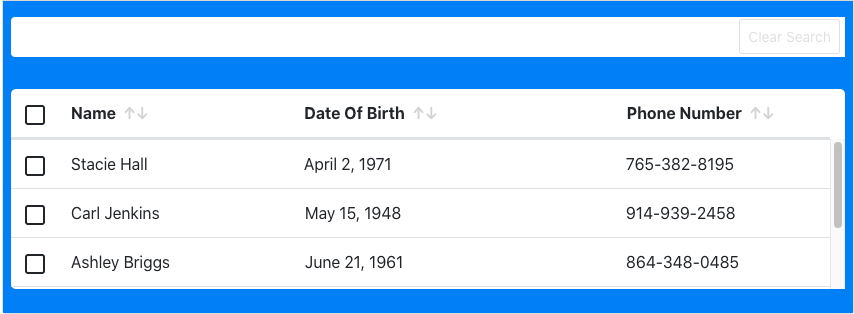 Clear Search
Name Date Of Birth Phone Number
Stacie Hall April 2, 1971 765-382-8195
Carl Jenkins May 15, 1948 914-939-2458
Ashley Briggs June 21, 1961 864-348-0485